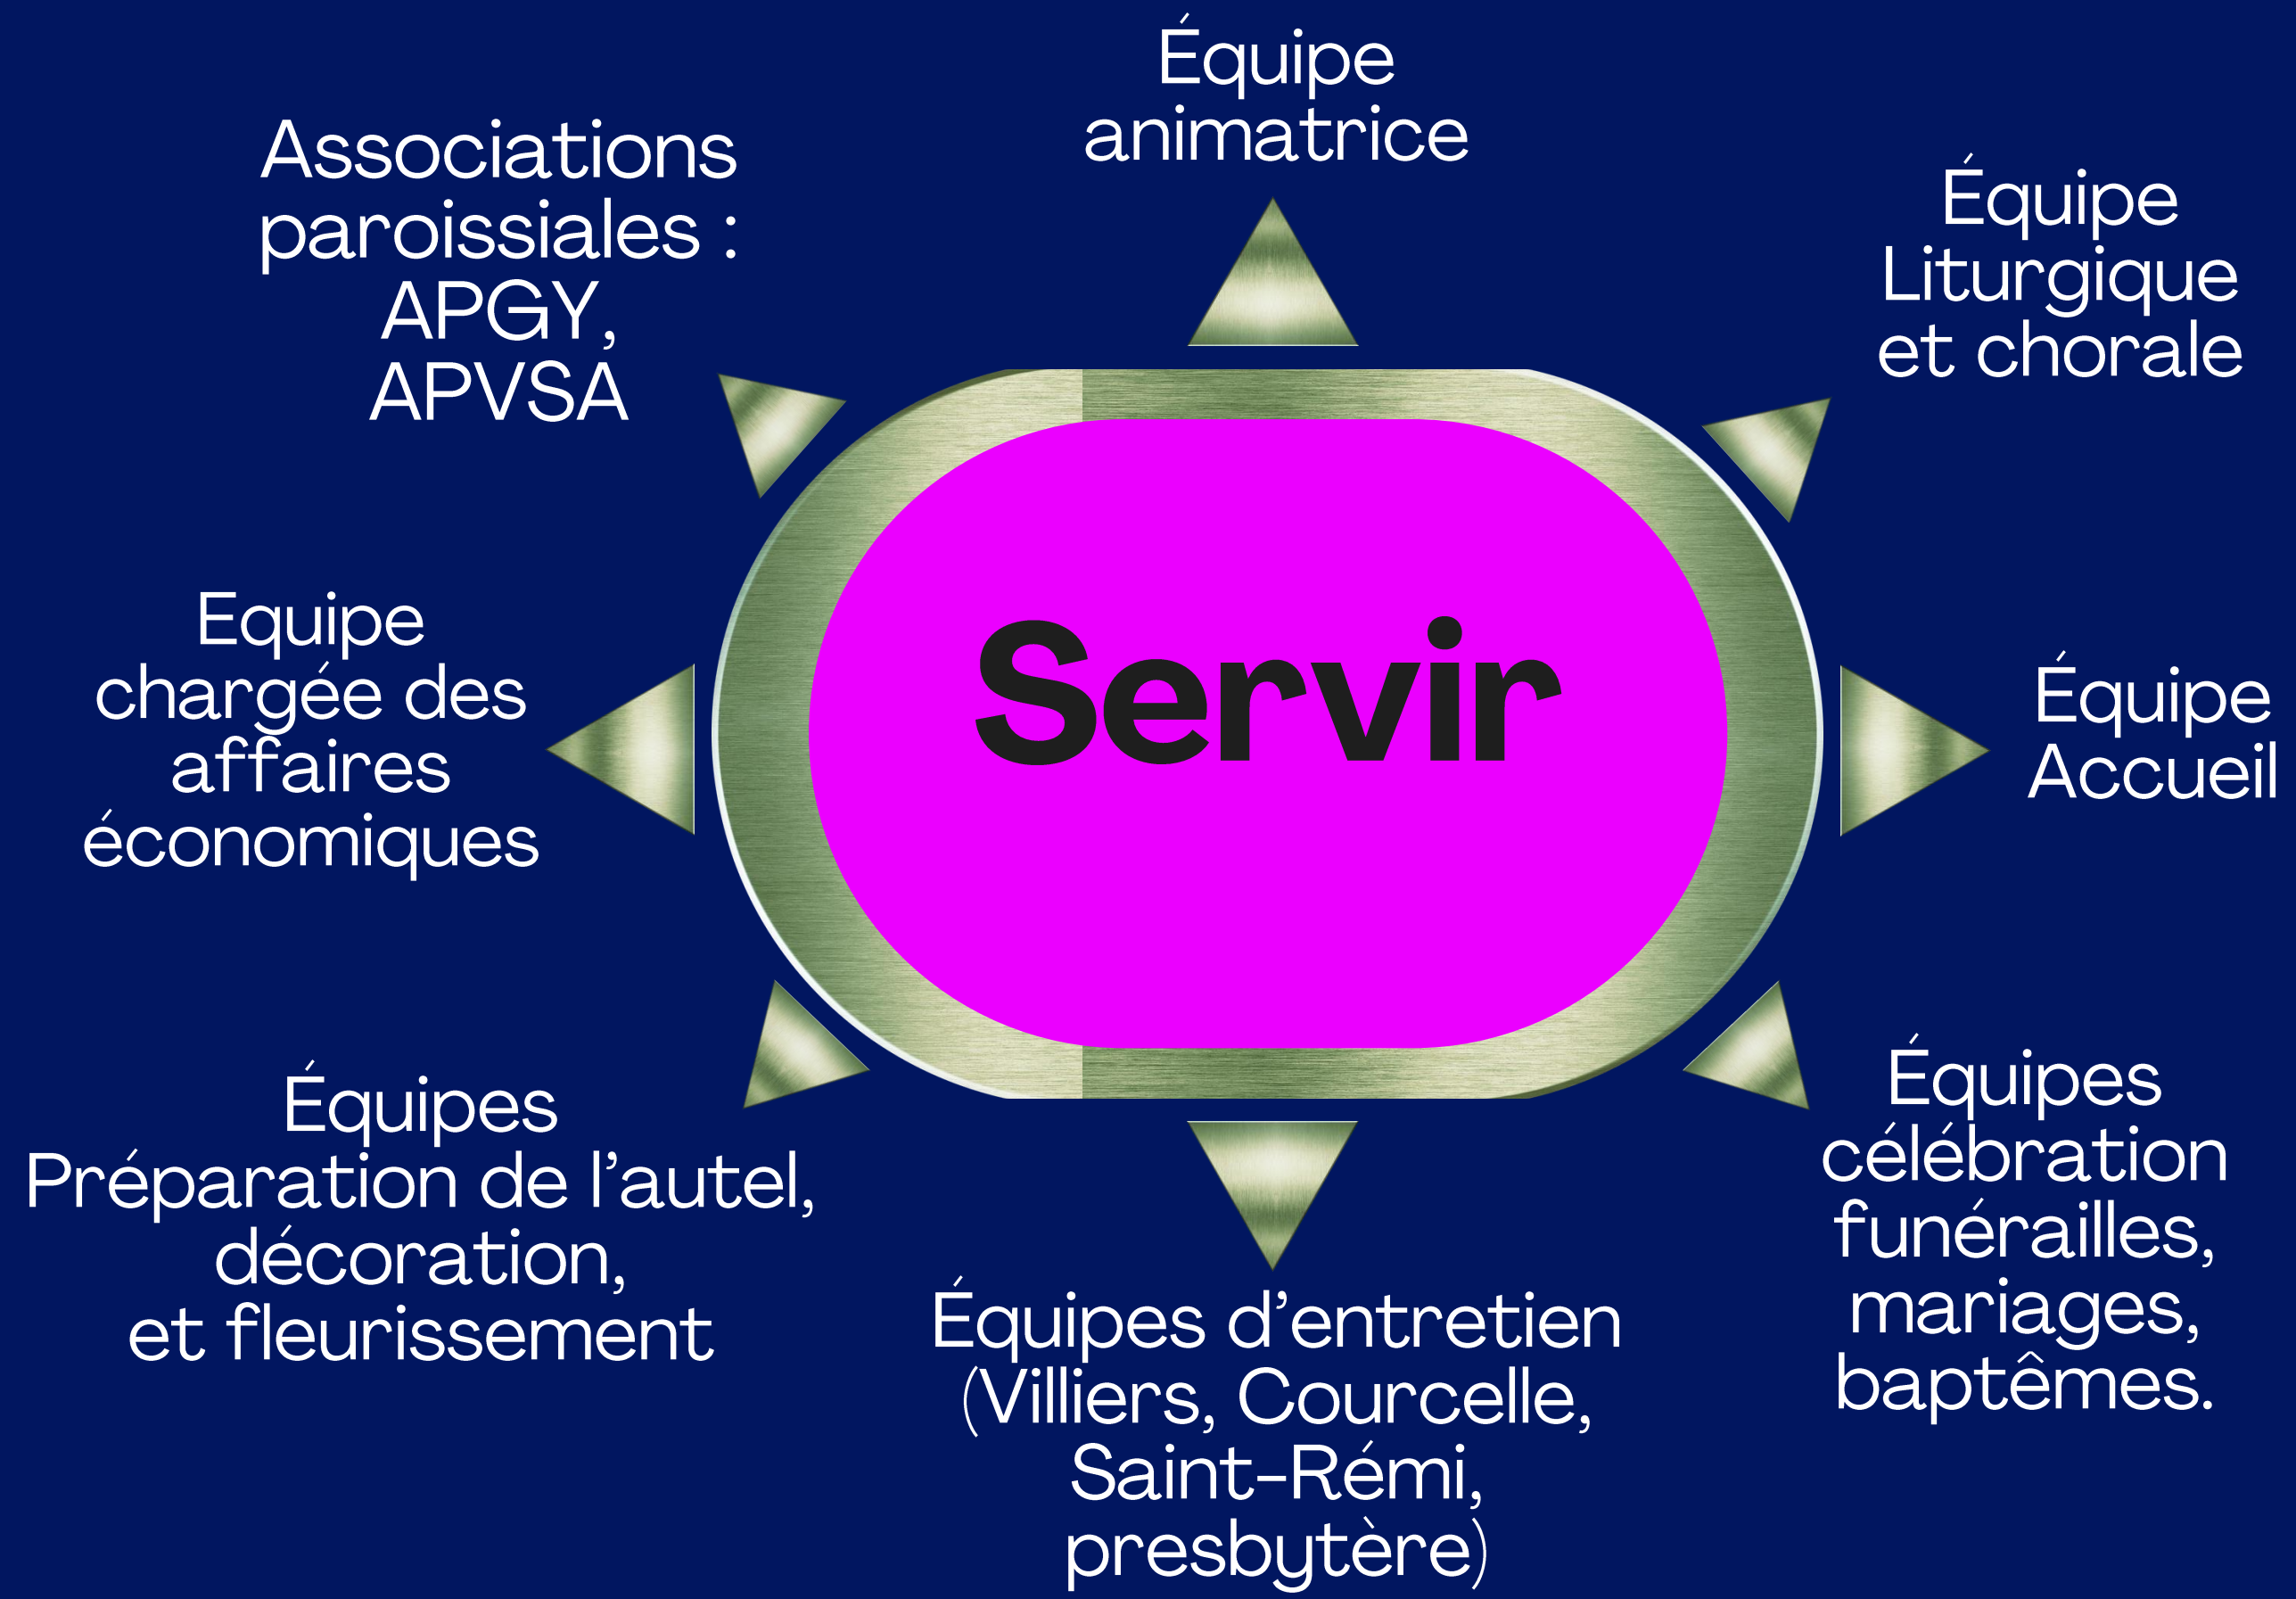 Équipe
animatrice
Associations
paroissiales :
APGY,
APVSA
Équipe
Liturgique
et chorale
Equipe
chargée des
affaires
économiques
Servir
Équipe
Accueil
Équipes
Préparation de l’autel,
décoration,
et fleurissement
Équipes
célébration
funérailles,
mariages,
baptêmes.
Équipes d’entretien
(Villiers, Courcelle,
Saint-Rémi,
presbytère)